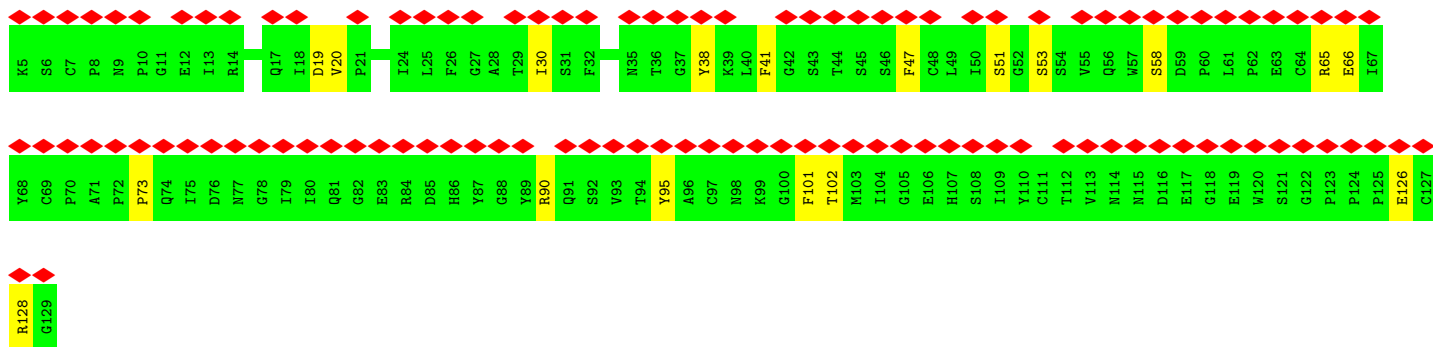 K5 S6 C7 P8 N9 P10 G11 E12 I13 R14 Q17 I18 D19 V20 P21 I24 L25 F26 G27 A28 T29 I30 S31 F32 N35 T36 G37 Y38 K39 L40 F41 G42 S43 T44 S45 S46 F47 C48 L49 I50 S51 G52 S53 S54 V55 Q56 W57 S58 D59 P60 L61 P62 E63 C64 R65 E66 I67
Y68 C69 P70 A71 P72 P73 Q74 I75 D76 N77 G78 I79 I80 Q81 G82 E83 R84 D85 H86 Y87 G88 Y89 R90 Q91 S92 V93 T94 Y95 A96 C97 N98 K99 G100 F101 T102 M103 I104 G105 E106 H107 S108 I109 Y110 C111 T112 V113 N114 N115 D116 E117 G118 E119 W120 S121 G122 P123 P124 P125 E126 C127
R128 G129